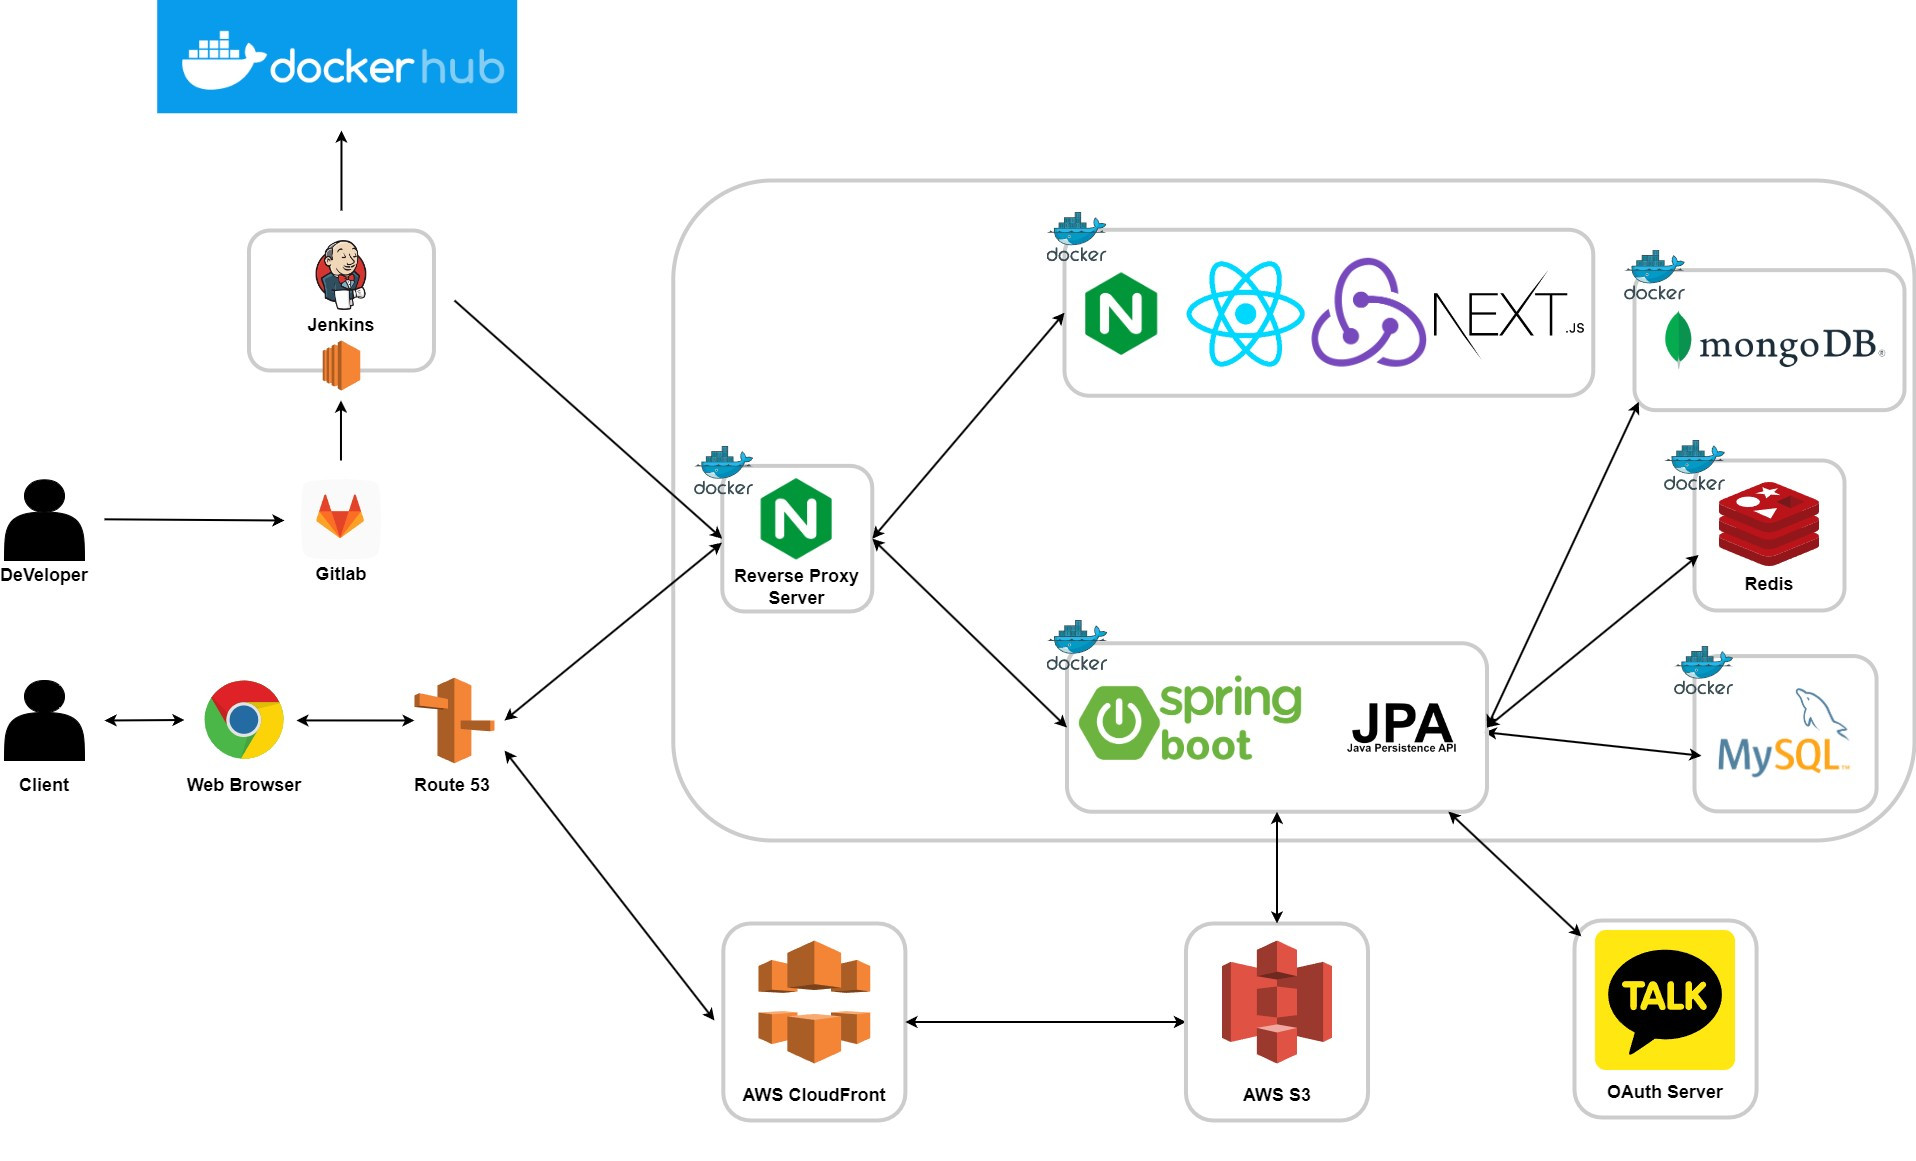 docker hub
Jenkins
DeVeloper
Gitlab
Client
Web Browser
Route 53
docker
Reverse Proxy
Server
docker
NEXT.JS
docker
mongoDB®
docker
Redis
docker
MySQL™
docker
spring
boot
JPA
Java Persistence API
AWS CloudFront
AWS S3
TALK
OAuth Server